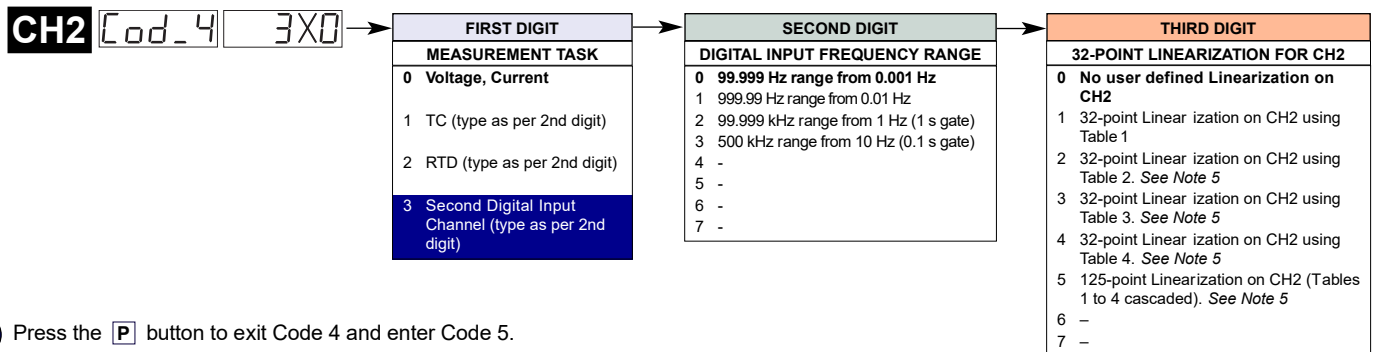 CH2 Cod_4 3X0
FIRST DIGIT
MEASUREMENT TASK
0 Voltage, Current
1 TC (type as per 2nd digit)
2 RTD (type as per 2nd digit)
3 Second Digital Input
Channel (type as per 2nd
digit)
SECOND DIGIT
DIGITAL INPUT FREQUENCY RANGE
0 99.999 Hz range from 0.001 Hz
1 999.99 Hz range from 0.01 Hz
2 99.999 kHz range from 1 Hz (1 s gate)
3 500 kHz range from 10 Hz (0.1 s gate)
4 -
5 -
6 -
7 -
THIRD DIGIT
32-POINT LINEARIZATION FOR CH2
0 No user defined Linearization on
CH2
1 32-point Linear ization on CH2 using
Table 1
2 32-point Linear ization on CH2 using
Table 2. See Note 5
3 32-point Linear ization on CH2 using
Table 3. See Note 5
4 32-point Linear ization on CH2 using
Table 4. See Note 5
5 125-point Linearization on CH2 (Tables
1 to 4 cascaded). See Note 5
6 –
7 –
) Press the P button to exit Code 4 and enter Code 5.